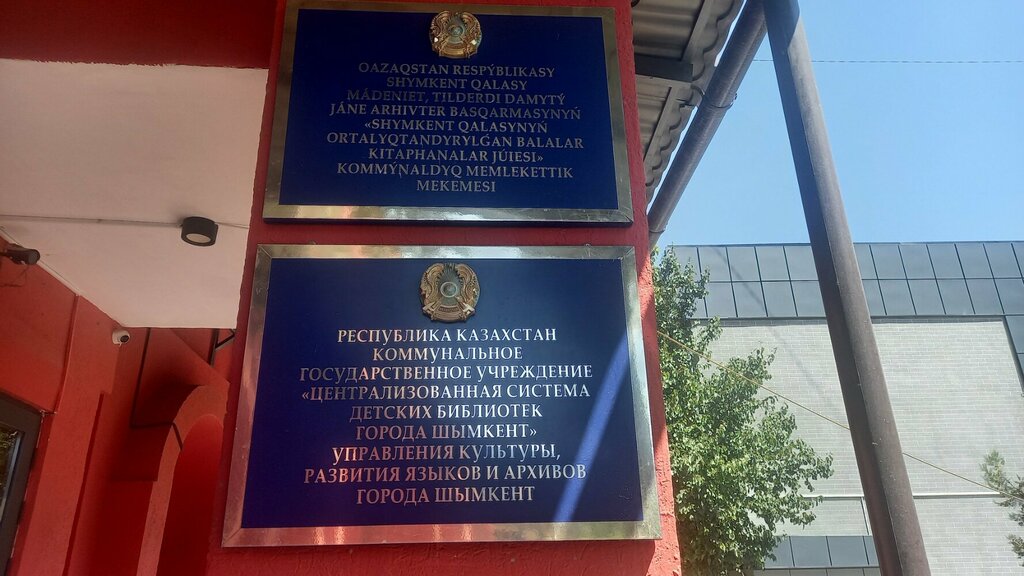 QAZAQSTAN RESPÝBLIKASY
SHYMKENT QALASY
MÁDENIET, TILDERDI DAMYTÝ
JÁNE ARHIVTER BASQARMASYNYŃ
«SHYMKENT QALASYNYŃ
ORTALYQTANDYRYLǴAN BALALAR
KITAPHANALAR JÚIESI»
KOMMÝNALDYQ MEMLEKETTIK
MEKEMESI
РЕСПУБЛИКА КАЗАХСТАН
КОММУНАЛЬНОЕ
ГОСУДАРСТВЕННОЕ УЧРЕЖДЕНИЕ
«ЦЕНТРАЛИЗОВАННАЯ СИСТЕМА
ДЕТСКИХ БИБЛИОТЕК
ГОРОДА ШЫМКЕНТ»
УПРАВЛЕНИЯ КУЛЬТУРЫ,
РАЗВИТИЯ ЯЗЫКОВ И АРХИВОВ
ГОРОДА ШЫМКЕНТ